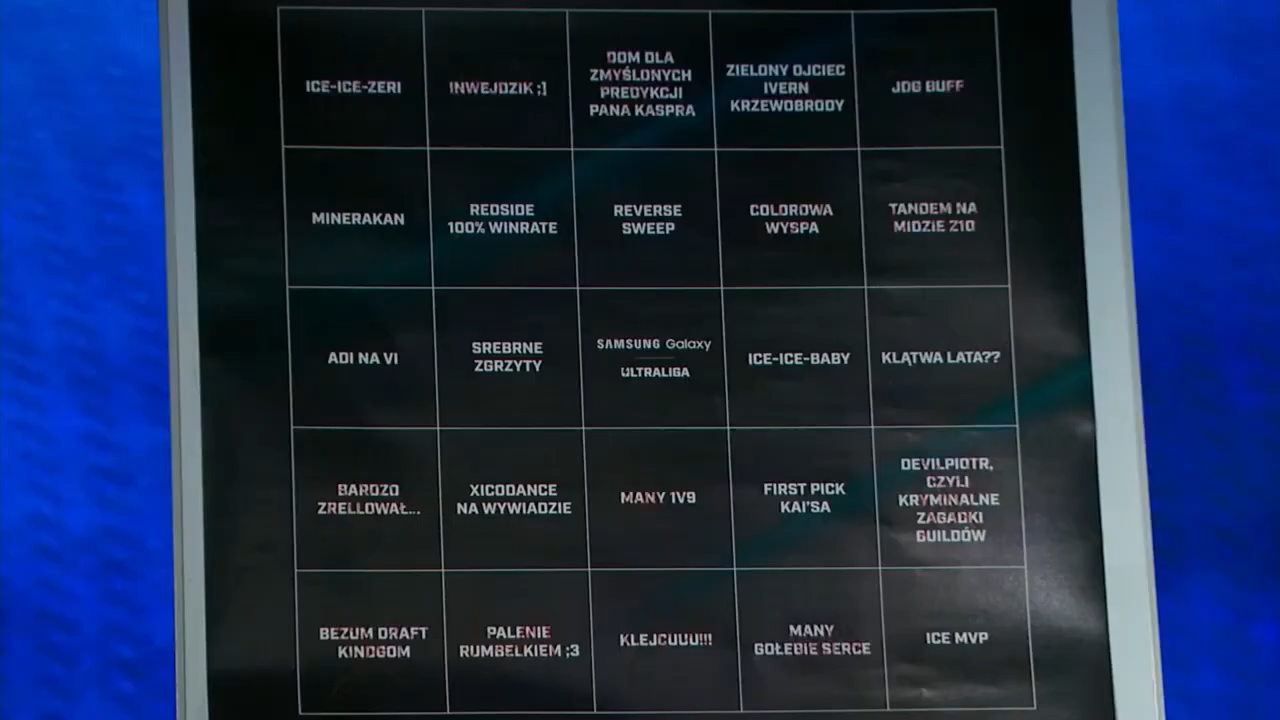 ICE-ICE-ZERI
INWEJDZIK ;]
DOM DLA
ZMYŚLONYCH
PREDYKCJI
PANA KASPRA
ZIELONY OJCIEC
IVERN
KRZEWOBRODY
JDG BUFF
MINERAKAN
REDSIDE
100% WINRATE
REVERSE
SWEEP
COLOROWA
WYSPA
TANDEM NA
MIDZIE Z10
ADI NA VI
SREBRNE
ZGRZYTY
SAMSUNG Galaxy
ULTRALIGA
ICE-ICE-BABY
KLĄTWA LATA??
BARDZO
ZRELLOWAŁ...
XICODANCE
NA WYWIADZIE
MANY 1V9
FIRST PICK
KAI'SA
DEVILPIOTR,
CZYLI
KRYMINALNE
ZAGADKI
GUILDÓW
BEZUM DRAFT
KINDGOM
PALENIE
RUMBELKIEM ;3
KLEJCUUU!!!
MANY
GOŁĘBIE SERCE
ICE MVP